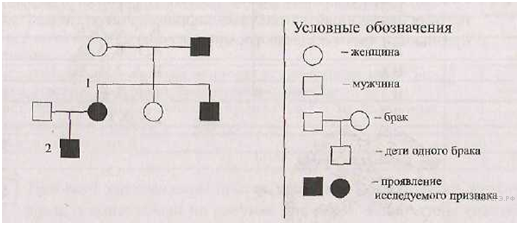 Условные обозначения
– женщина
– мужчина
– брак
– дети одного брака
– проявление
исследуемого признака
1
2